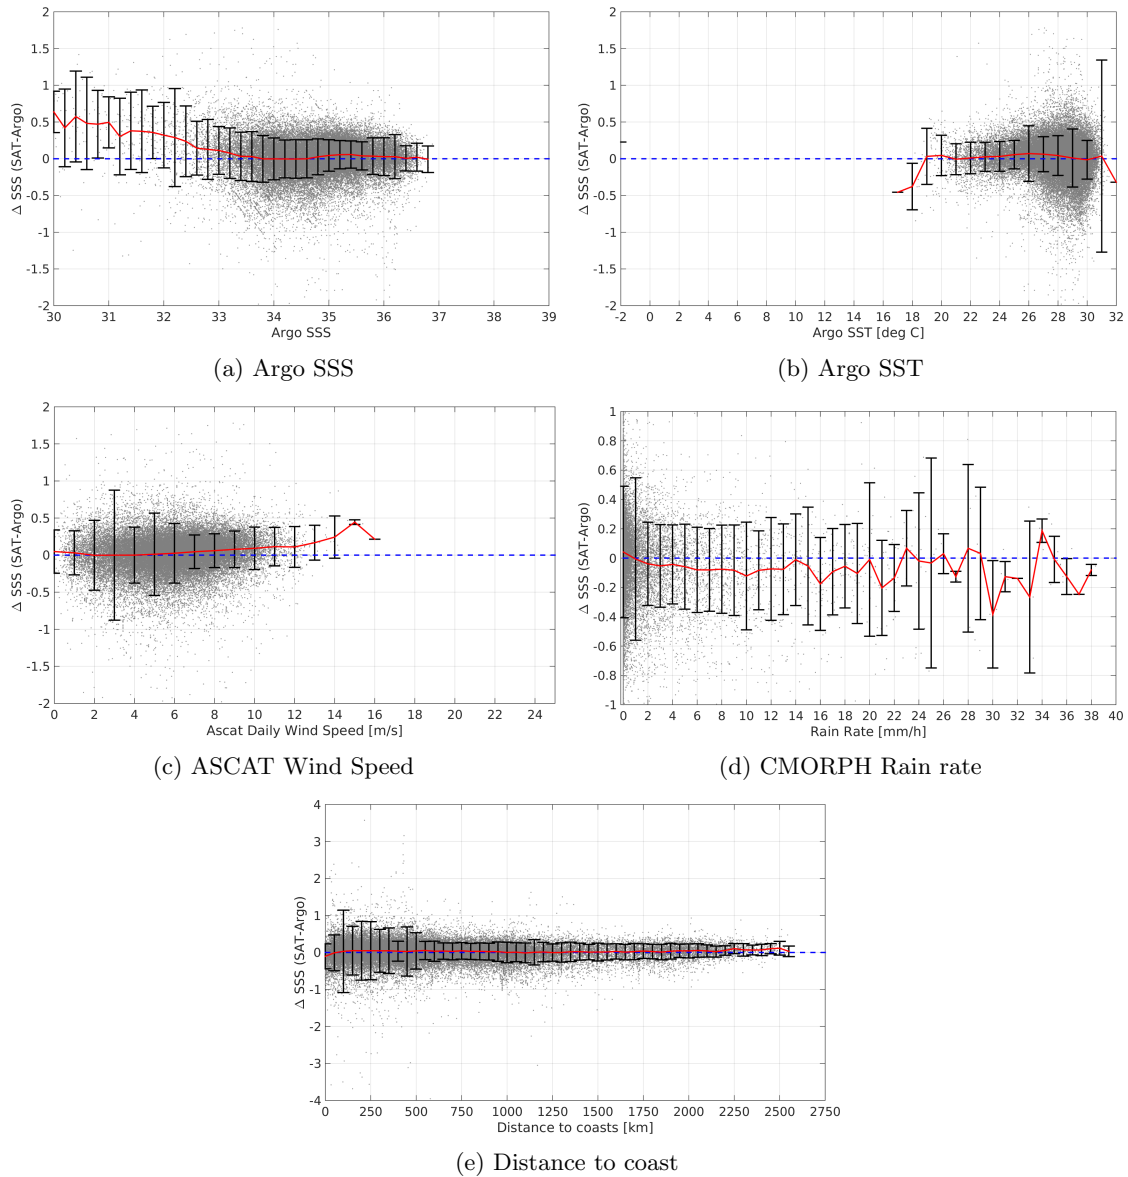 2
1.5
1
0.5
0
-0.5
-1
-1.5
-2
Δ SSS (SAT-Argo)
30 31 32 33 34 35 36 37 38 39
Argo SSS
(a) Argo SSS
2
1.5
1
0.5
0
-0.5
-1
-1.5
-2
Δ SSS (SAT-Argo)
-2 0 2 4 6 8 10 12 14 16 18 20 22 24 26 28 30 32
Argo SST [deg C]
(b) Argo SST
2
1.5
1
0.5
0
-0.5
-1
-1.5
-2
Δ SSS (SAT-Argo)
0 2 4 6 8 10 12 14 16 18 20 22 24
Ascat Daily Wind Speed [m/s]
(c) ASCAT Wind Speed
1
0.8
0.6
0.4
0.2
0
-0.2
-0.4
-0.6
-0.8
-1
Δ SSS (SAT-Argo)
0 2 4 6 8 10 12 14 16 18 20 22 24 26 28 30 32 34 36 38 40
Rain Rate [mm/h]
(d) CMORPH Rain rate
4
3
2
1
0
-1
-2
-3
-4
Δ SSS (SAT-Argo)
0 250 500 750 1000 1250 1500 1750 2000 2250 2500 2750
Distance to coasts [km]
(e) Distance to coast